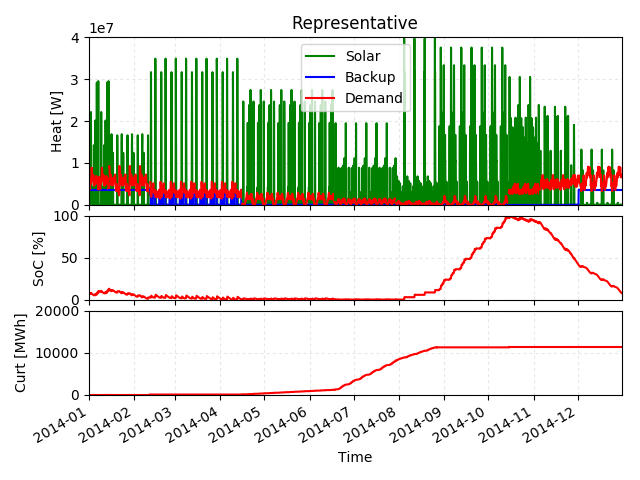 Representative
1e7
4
3
2
1
0
Heat [W]
Solar
Backup
Demand
100
50
0
SoC [%]
20000
10000
0
Curt [MWh]
2014-01
2014-02
2014-03
2014-04
2014-05
2014-06
2014-07
2014-08
2014-09
2014-10
2014-11
2014-12
Time